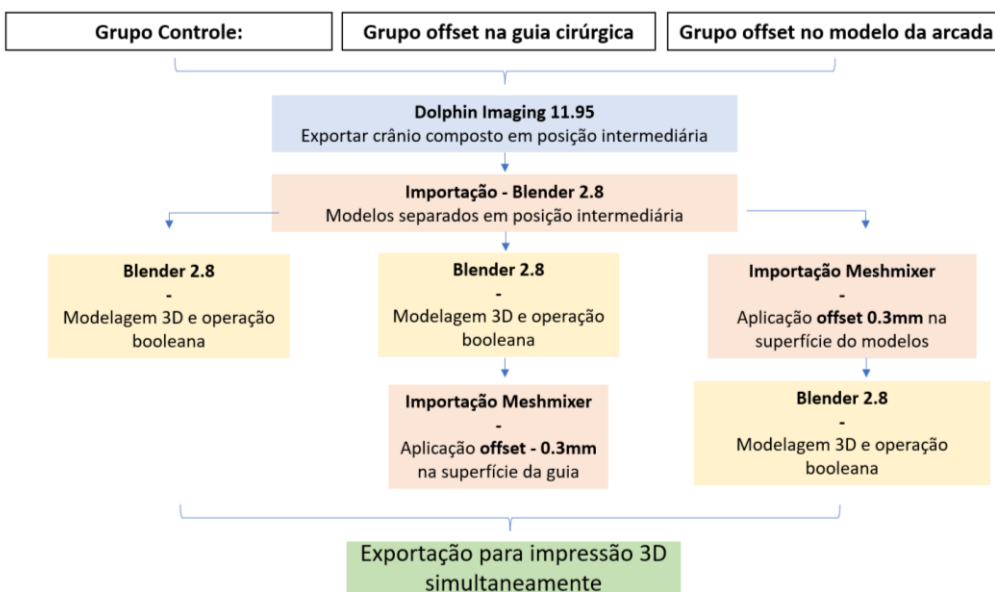 Grupo Controle:
Grupo offset na guia cirúrgica
Grupo offset no modelo da arcada
Dolphin Imaging 11.95
Exportar crânio composto em posição intermediária
Importação - Blender 2.8
Modelos separados em posição intermediária
Blender 2.8
-
Modelagem 3D e operação
booleana
Blender 2.8
-
Modelagem 3D e operação
booleana
Importação Meshmixer
-
Aplicação offset - 0.3mm
na superfície da guia
Importação Meshmixer
-
Aplicação offset 0.3mm na
superfície do modelos
Blender 2.8
-
Modelagem 3D e operação
booleana
Exportação para impressão 3D
simultaneamente